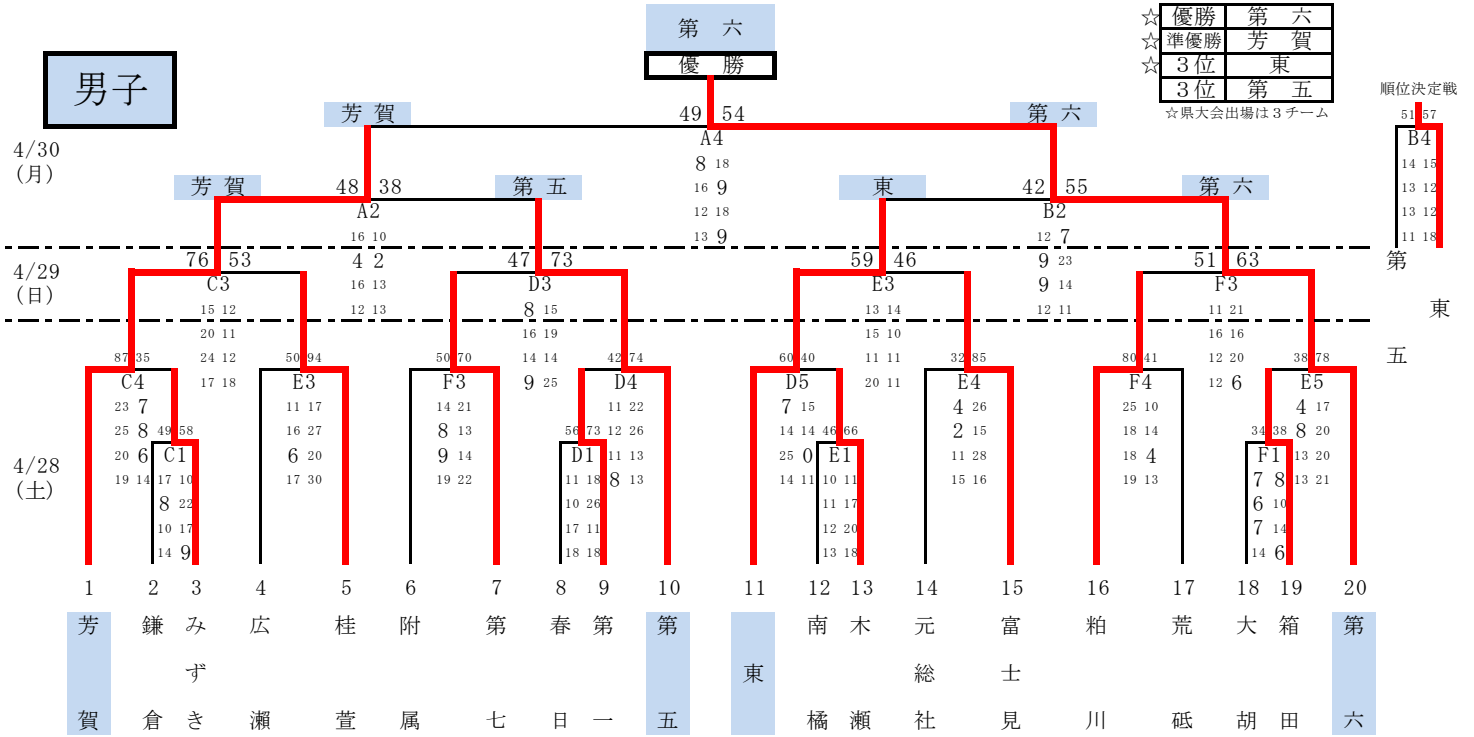 第 六
優 勝
男子
☆ 優勝 第 六
☆ 準優勝 芳 賀
☆ 3位 東
3位 第 五
☆県大会出場は3チーム
順位決定戦
51 57
B4
14 15
13 12
13 12
11 18
第 五
東
4/30
(月)
芳 賀
49 54
第 六
A4
8 18
16 9
12 18
13 9
芳 賀
48 38
第 五
A2
16 10
4 2
16 13
12 13
東
42 55
第 六
B2
12 7
9 23
9 14
12 11
4/29
(日)
76 53
C3
15 12
20 11
24 12
17 18
47 73
D3
8 15
16 19
14 14
9 25
59 46
E3
13 14
15 10
11 11
20 11
51 63
F3
11 21
16 16
12 20
12 6
4/28
(土)
87 35
C4
23 7
25 8
20 6
19 14
49 58
C1
17 10
8 22
10 17
14 9
50 94
E3
11 17
16 27
6 20
17 30
50 70
F3
14 21
8 13
9 14
19 22
56 73
D1
11 18
10 26
17 11
18 18
42 74
D4
11 22
12 26
11 13
8 13
60 40
D5
7 15
14 14
25 0
14 11
46 66
E1
10 11
11 17
12 20
13 18
32 85
E4
4 26
2 15
11 28
15 16
80 41
F4
25 10
18 14
18 4
19 13
34 38
F1
7 8
6 10
7 14
14 6
38 78
E5
4 17
8 20
13 20
13 21
1 2 3 4 5 6 7 8 9 10 11 12 13 14 15 16 17 18 19 20
芳賀
鎌倉
みずき
広瀬
桂萱
附属
第七
春日
第一
第五
東
南橘
木瀬
元総社
富士見
粕川
荒砥
大胡
箱田
第六